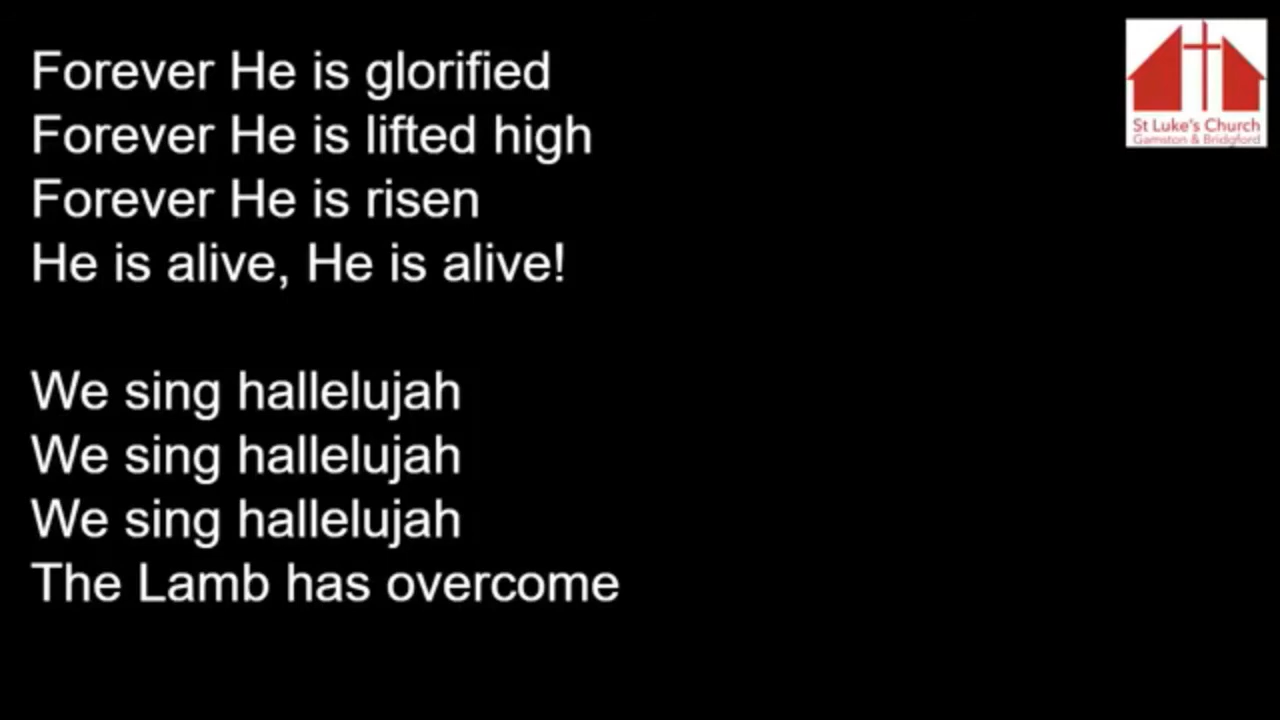 Forever He is glorified
Forever He is lifted high
Forever He is risen
He is alive, He is alive!
We sing hallelujah
We sing hallelujah
We sing hallelujah
The Lamb has overcome
St Luke's Church
Gamston & Bridgford